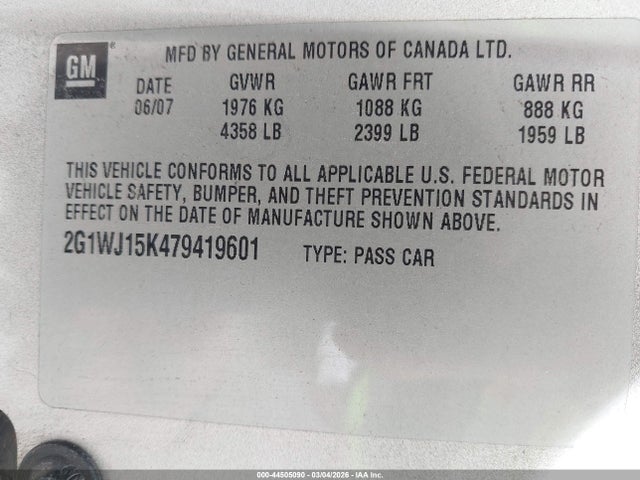 GM®
MFD BY GENERAL MOTORS OF CANADA LTD.
DATE GVWR GAWR FRT GAWR RR
06/07 1976 KG 1088 KG 888 KG
4358 LB 2399 LB 1959 LB
THIS VEHICLE CONFORMS TO ALL APPLICABLE U.S. FEDERAL MOTOR
VEHICLE SAFETY, BUMPER, AND THEFT PREVENTION STANDARDS IN
EFFECT ON THE DATE OF MANUFACTURE SHOWN ABOVE.
2G1WJ15K479419601 TYPE: PASS CAR
000-44505090 - 03/04/2026 - IAA